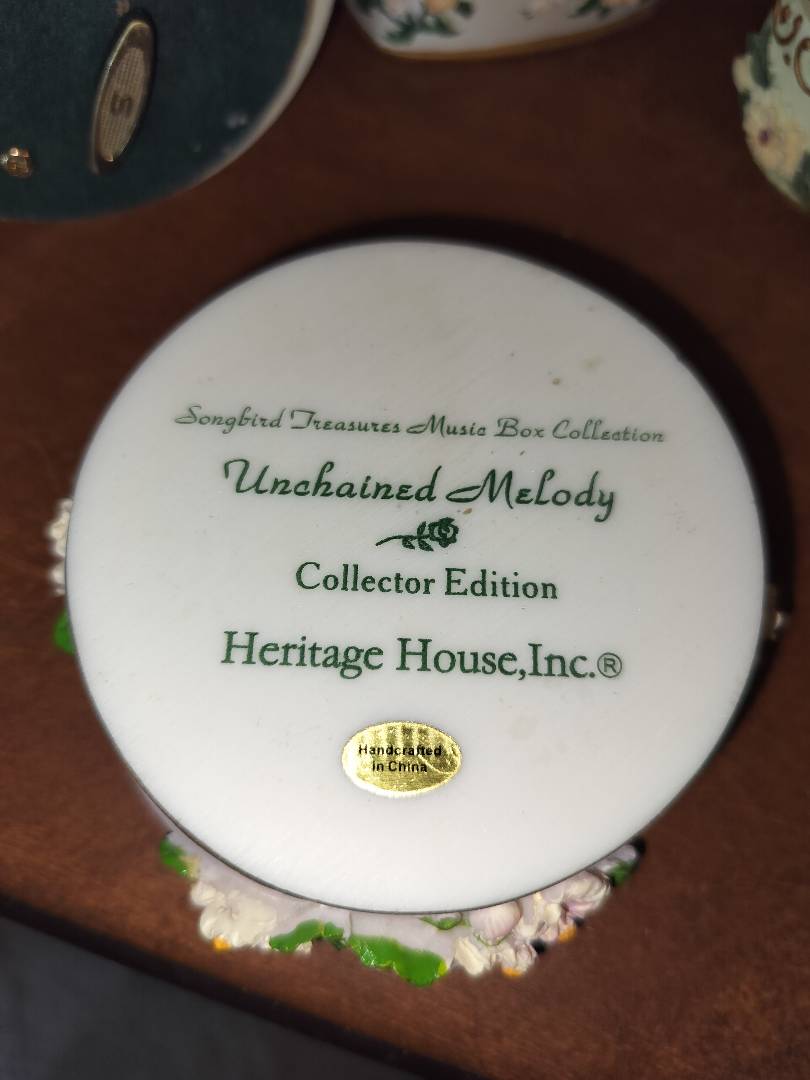 S
Songbird Treasures Music Box Collection
Unchained Melody
Collector Edition
Heritage House,Inc.®
Handcrafted
in China